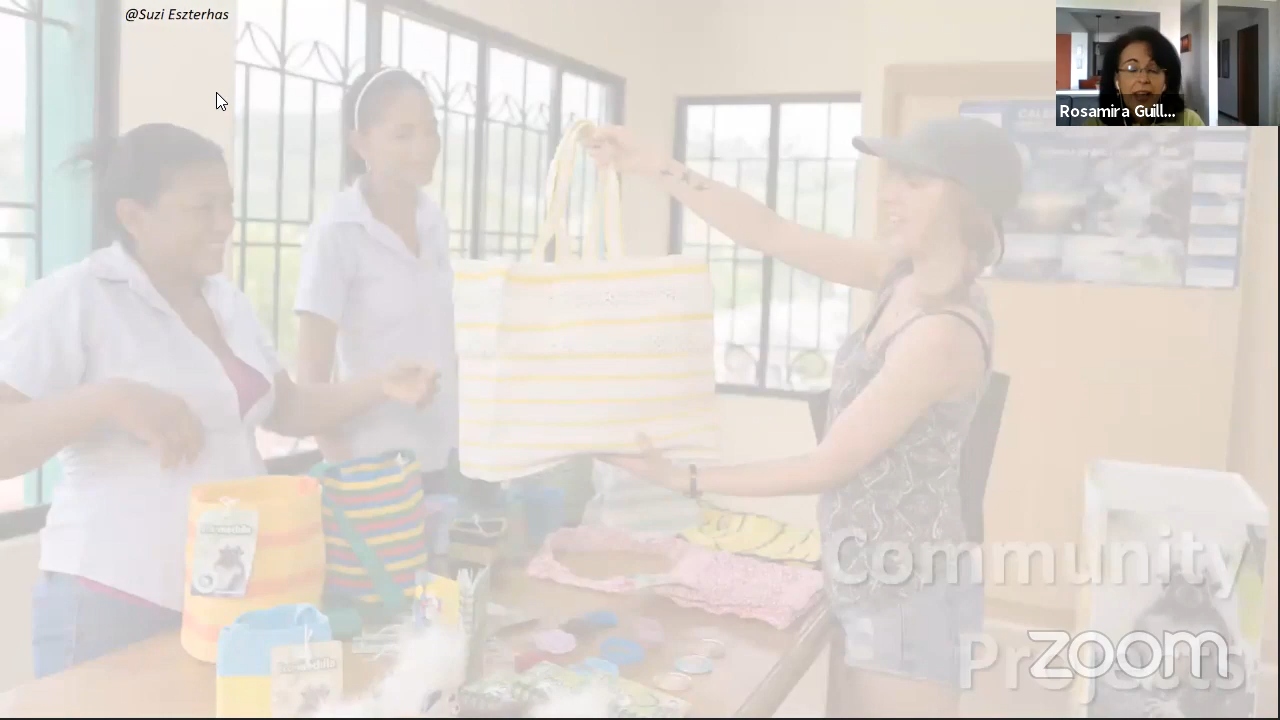 @Suzi Eszterhas
Rosamira Guill...
Community
Projects
zoom